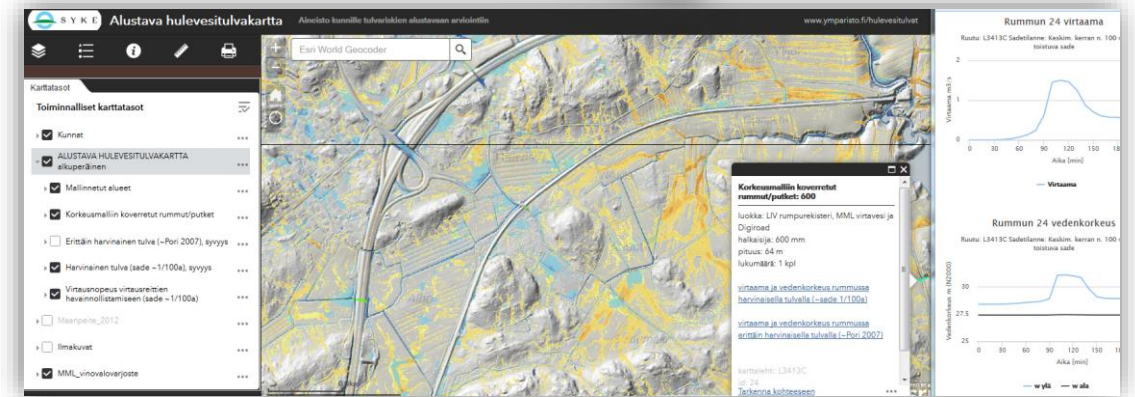 SYKE Alustava hulevesitulvakartta Aineisto kunnille tulvariskien alustavaan arviointiin www.ymparisto.fi/hulevesitulvat
Esri World Geocoder
Karttatasot
Toiminnalliset karttatasot
Kunnat
ALUSTAVA HULEVESITULVAKARTTA
alkuperäinen
Mallinnetut alueet
Korkeusmalliin koverretut rummut/putket
Erittäin harvinainen tulva (~Pori 2007), syvyys
Harvinainen tulva (sade ~1/100a), syvyys
Virtausnopeus virtausreittien
havainnollistamiseen (sade ~1/100a)
Maanpeite_2012
Ilmakuvat
MML_vinovalovarjoste
Korkeusmalliin koverretut
rummut/putket: 600
luokka: LIV rumpurekisteri, MML virtavesi ja
Digiroad
halkaisija: 600 mm
pituus: 64 m
lukumäärä: 1 kpl
virtaama ja vedenkorkeus rummussa
harvinaisella tulvalla (~sade 1/100a)
virtaama ja vedenkorkeus rummussa
erittäin harvinaisella tulvalla (~Pori 2007)
karttalehti: L3413C
id: 24
Tarkenna kohteeseen
Rummun 24 virtaama
Ruutu: L3413C Sadetilanne: Keskim. kerran n. 100
toistuva sade
Virtaama m3/s
2
1
0
0 30 60 90 120 150
Aika [min]
Virtaama
Rummun 24 vedenkorkeus
Ruutu: L3413C Sadetilanne: Keskim. kerran n. 100
toistuva sade
Vedenkorkeus m (N2000)
30
27.5
25
0 30 60 90 120 150
Aika [min]
w ylä w ala